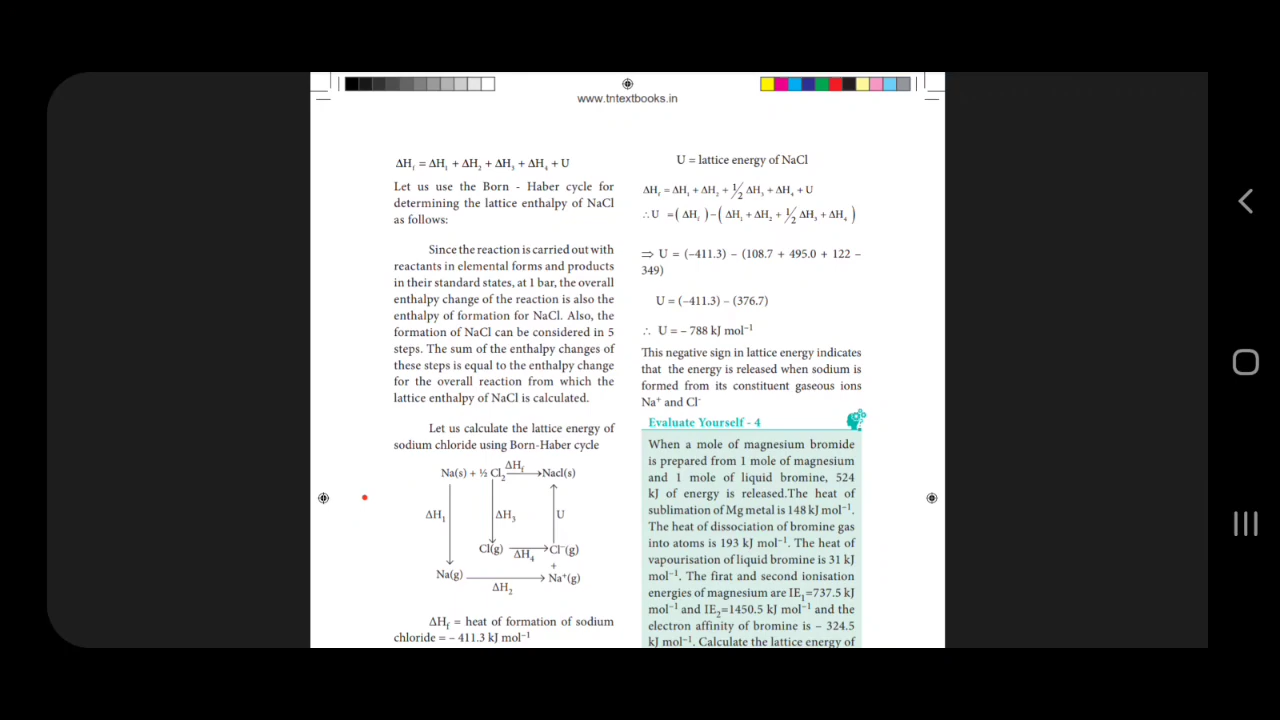 www.tntextbooks.in
ΔHf = ΔH1 + ΔH2 + ΔH3 + ΔH4 + U
Let us use the Born - Haber cycle for
determining the lattice enthalpy of NaCl
as follows:
Since the reaction is carried out with
reactants in elemental forms and products
in their standard states, at 1 bar, the overall
enthalpy change of the reaction is also the
enthalpy of formation for NaCl. Also, the
formation of NaCl can be considered in 5
steps. The sum of the enthalpy changes of
these steps is equal to the enthalpy change
for the overall reaction from which the
lattice enthalpy of NaCl is calculated.
Let us calculate the lattice energy of
sodium chloride using Born-Haber cycle
ΔHf
Na(s) + ½ Cl2 → Nacl(s)
ΔH1 ΔH3 U
Cl(g) → Cl⁻(g)
ΔH4
+
Na(g) → Na⁺(g)
ΔH2
ΔHf = heat of formation of sodium
chloride = – 411.3 kJ mol⁻¹
U = lattice energy of NaCl
ΔHf = ΔH1 + ΔH2 + 1/2 ΔH3 + ΔH4 + U
∴ U = ( ΔHf ) – ( ΔH1 + ΔH2 + 1/2 ΔH3 + ΔH4 )
⇒ U = (–411.3) – (108.7 + 495.0 + 122 –
349)
U = (–411.3) – (376.7)
∴ U = – 788 kJ mol⁻¹
This negative sign in lattice energy indicates
that the energy is released when sodium is
formed from its constituent gaseous ions
Na⁺ and Cl⁻
Evaluate Yourself - 4
When a mole of magnesium bromide
is prepared from 1 mole of magnesium
and 1 mole of liquid bromine, 524
kJ of energy is released.The heat of
sublimation of Mg metal is 148 kJ mol⁻¹.
The heat of dissociation of bromine gas
into atoms is 193 kJ mol⁻¹. The heat of
vapourisation of liquid bromine is 31 kJ
mol⁻¹. The firat and second ionisation
energies of magnesium are IE1=737.5 kJ
mol⁻¹ and IE2=1450.5 kJ mol⁻¹ and the
electron affinity of bromine is – 324.5
kJ mol⁻¹. Calculate the lattice energy of